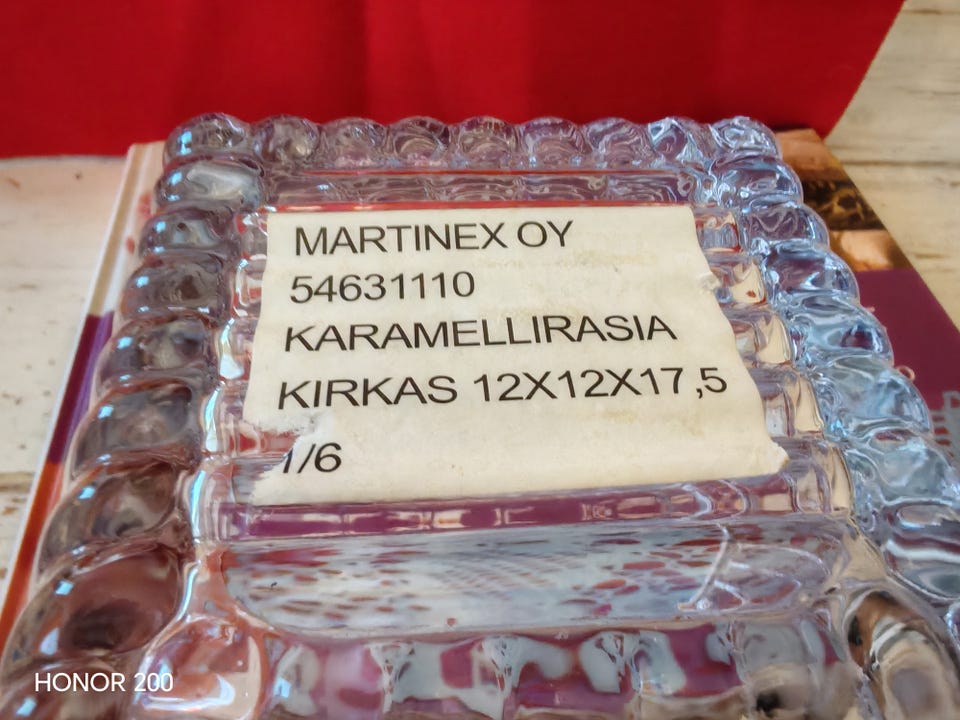 MARTINEX OY
54631110
KARAMELLIRASIA
KIRKAS 12X12X17,5
1/6
HONOR 200